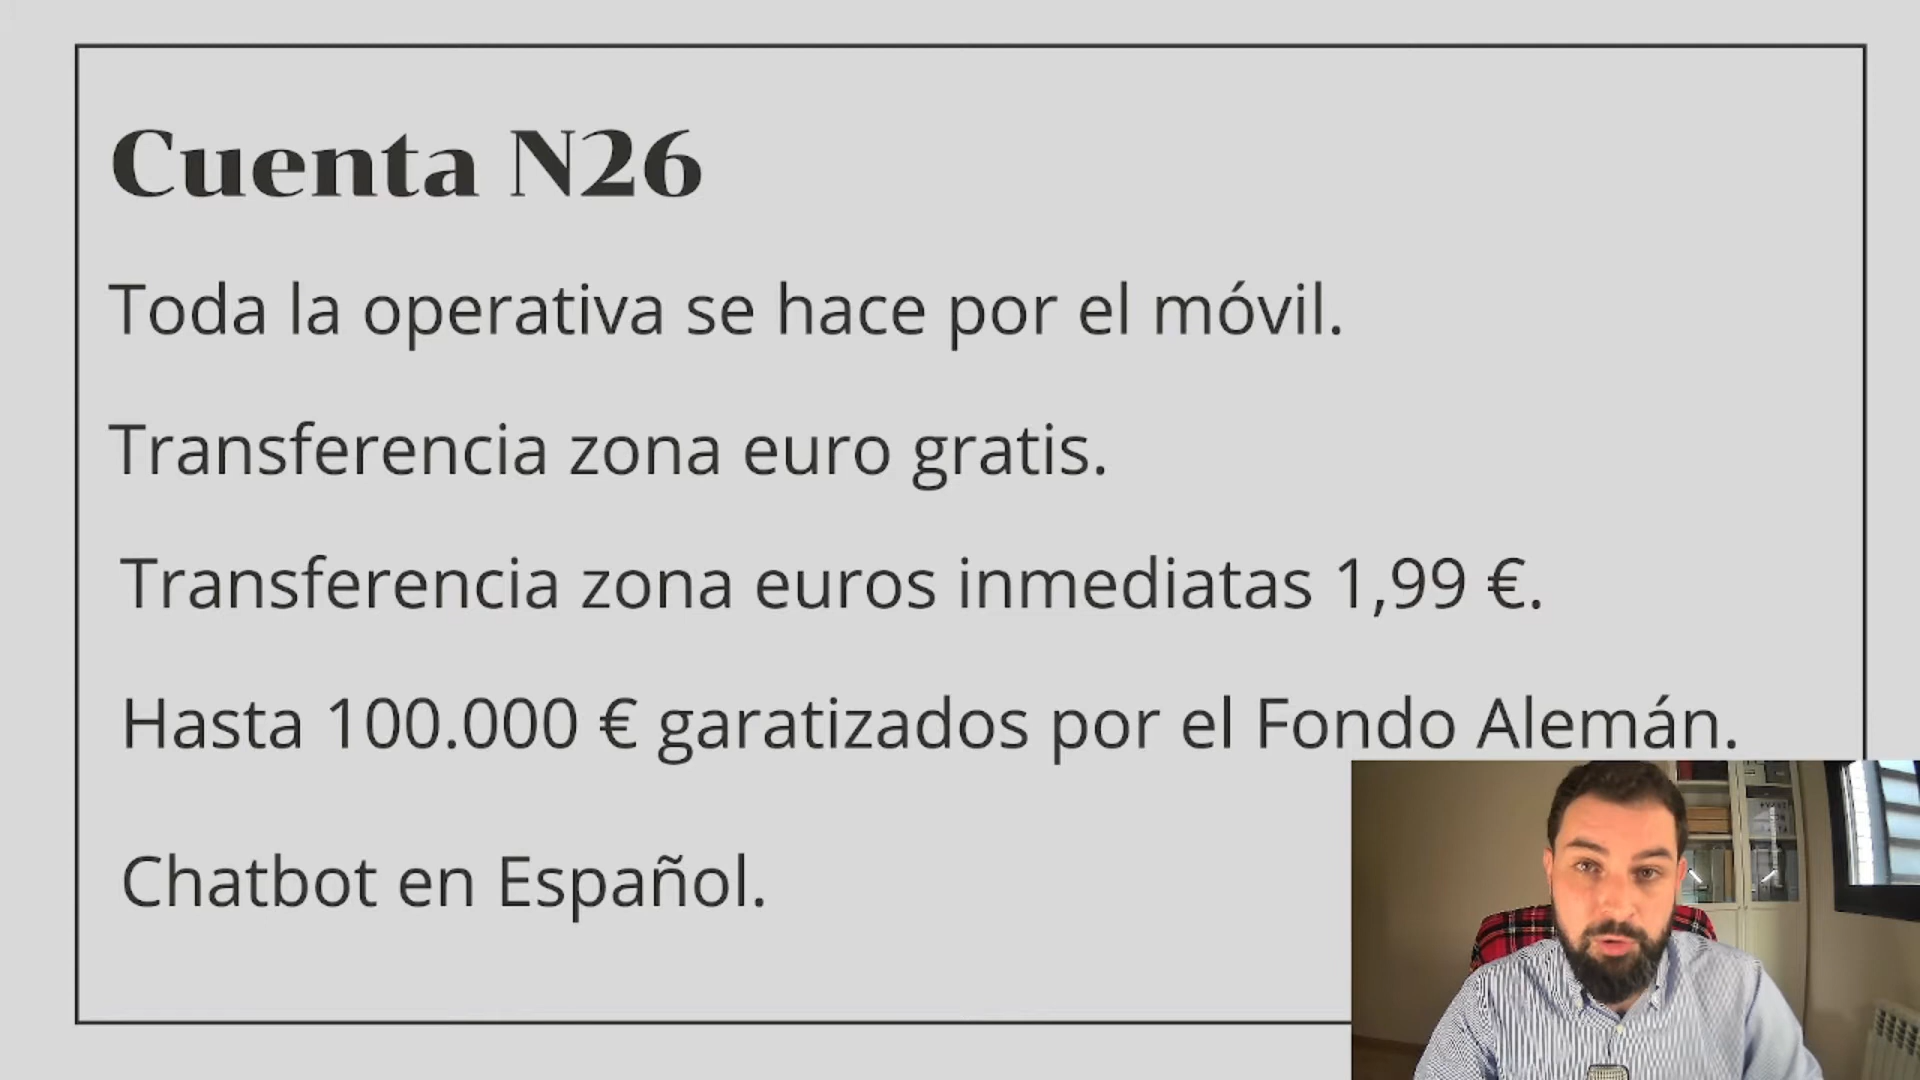 Cuenta N26
Toda la operativa se hace por el móvil.
Transferencia zona euro gratis.
Transferencia zona euros inmediatas 1,99 €.
Hasta 100.000 € garatizados por el Fondo Alemán.
Chatbot en Español.